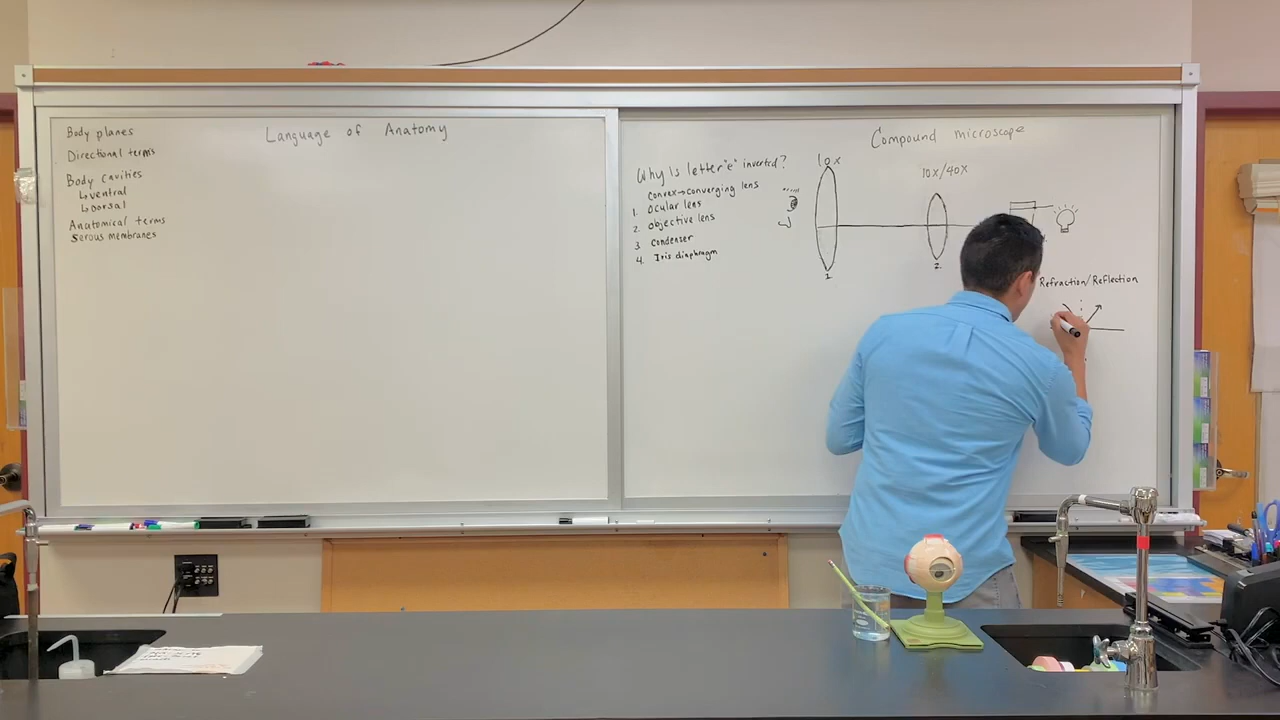 Language of Anatomy
Body planes
Directional terms
Body cavities
↳ventral
↳Dorsal
Anatomical terms
Serous membranes
Compound microscope
Why Is letter "e" inverted?
Convex→converging lens
1. Ocular lens
2. objective lens
3. Condenser
4. Iris diaphragm
10x
10x/40x
1
2
Refraction/Reflection